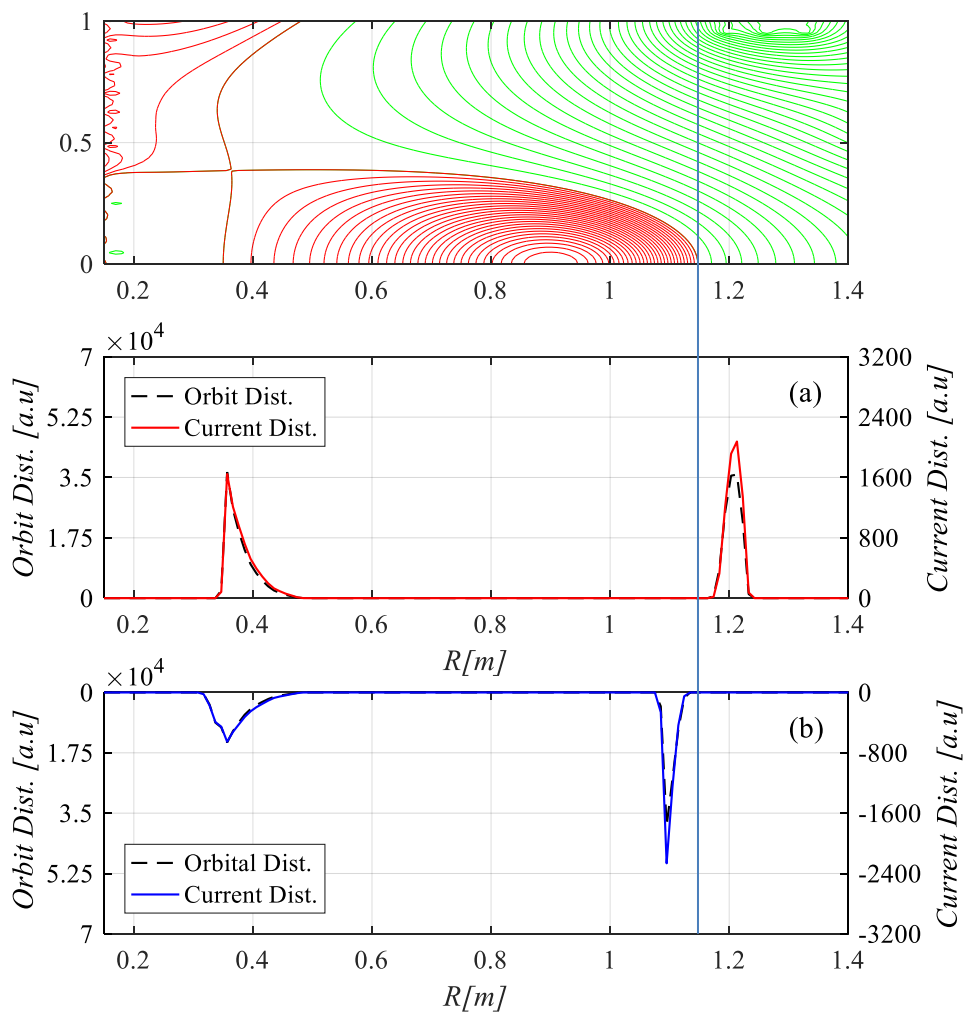 1
0.5
0
0.2 0.4 0.6 0.8 1 1.2 1.4
×10⁴
7 3200
(a)
Orbit Dist.
Current Dist.
5.25 2400
3.5 1600
1.75 800
0 0
Orbit Dist. [a.u]
Current Dist. [a.u]
0.2 0.4 0.6 0.8 1 1.2 1.4
R[m]
×10⁴
0 0
(b)
1.75 -800
3.5 -1600
Orbital Dist.
Current Dist.
5.25 -2400
7 -3200
Orbit Dist. [a.u]
Current Dist. [a.u]
0.2 0.4 0.6 0.8 1 1.2 1.4
R[m]